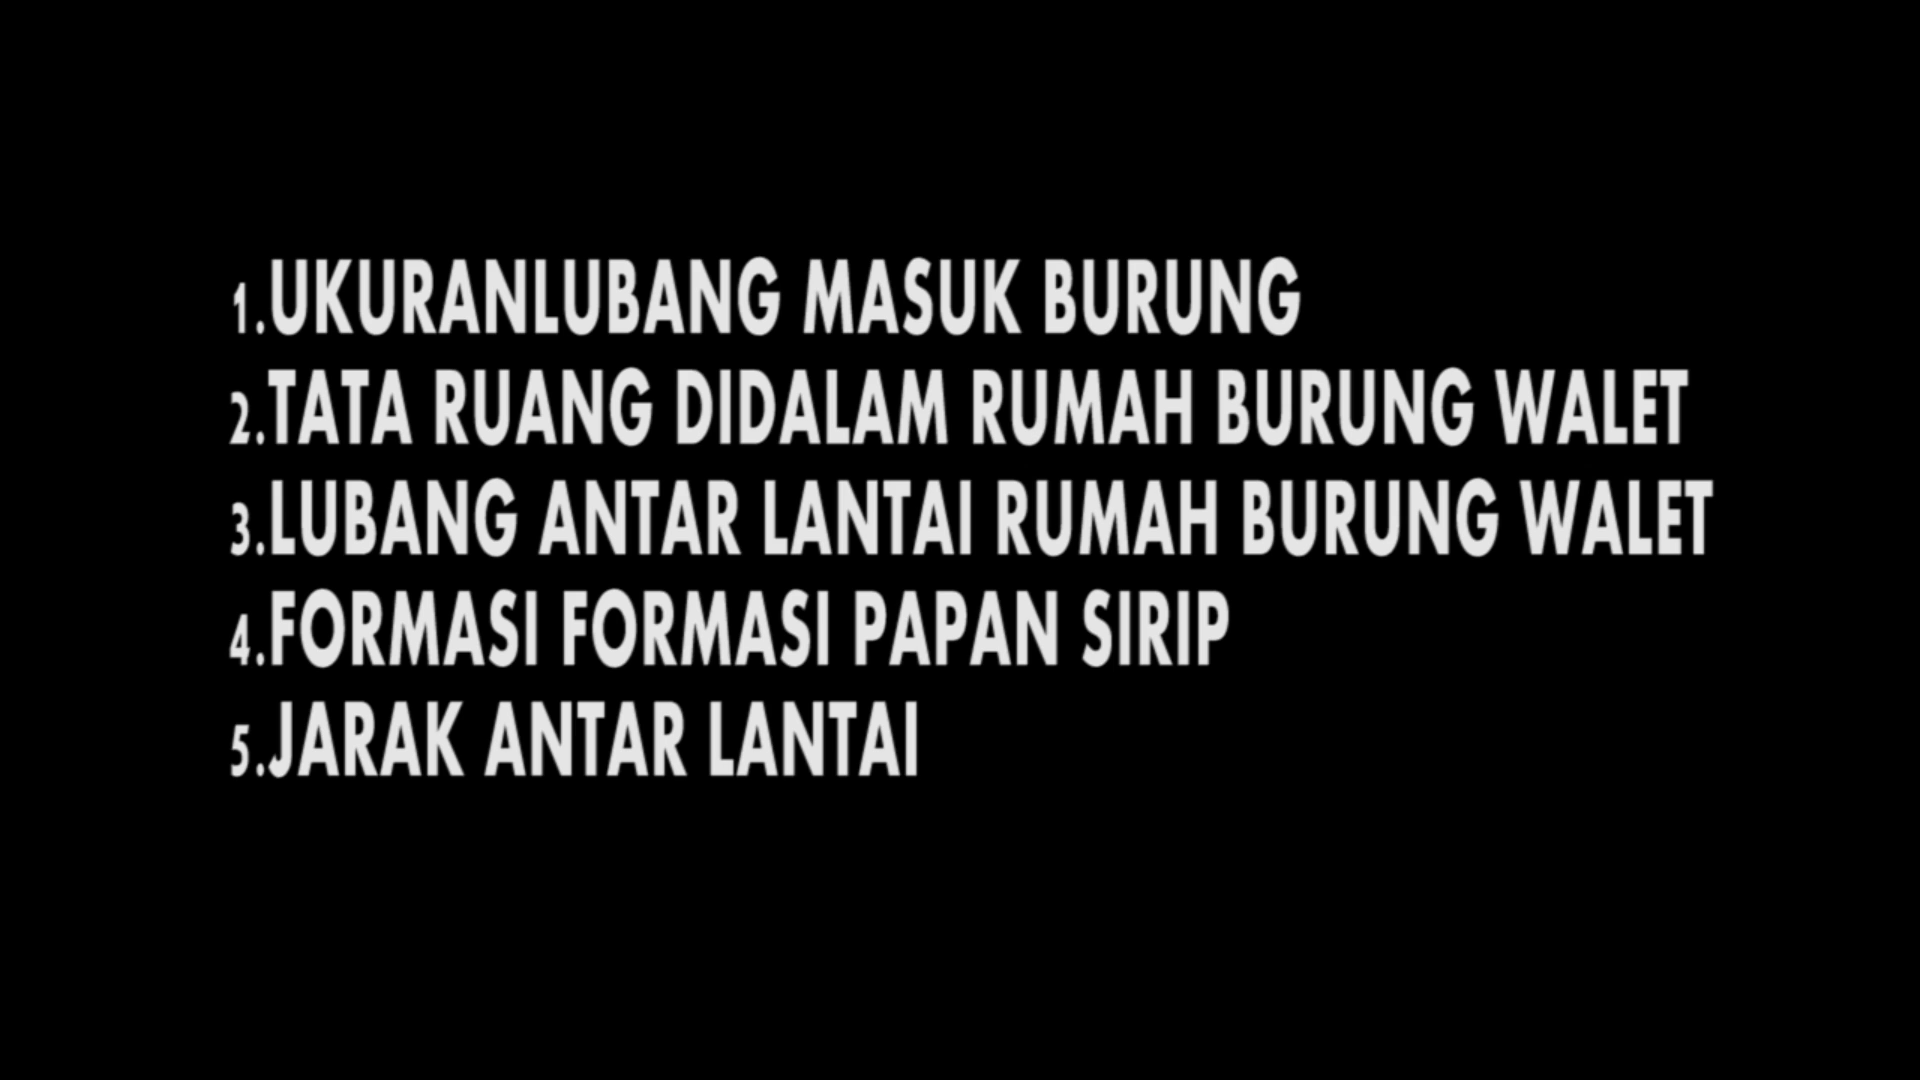 1.UKURANLUBANG MASUK BURUNG
2.TATA RUANG DIDALAM RUMAH BURUNG WALET
3.LUBANG ANTAR LANTAI RUMAH BURUNG WALET
4.FORMASI FORMASI PAPAN SIRIP
5.JARAK ANTAR LANTAI